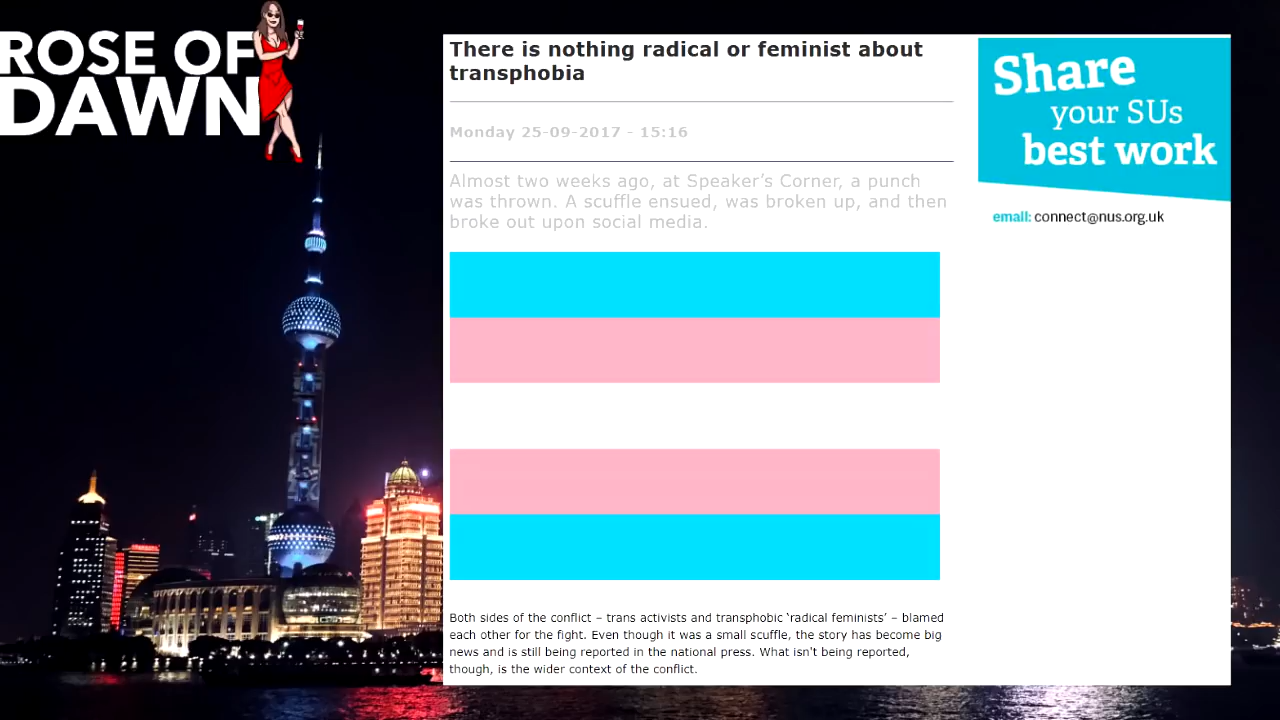 ROSE OF
DAWN
There is nothing radical or feminist about
transphobia
Monday 25-09-2017 - 15:16
Almost two weeks ago, at Speaker’s Corner, a punch
was thrown. A scuffle ensued, was broken up, and then
broke out upon social media.
Both sides of the conflict – trans activists and transphobic ‘radical feminists’ – blamed
each other for the fight. Even though it was a small scuffle, the story has become big
news and is still being reported in the national press. What isn't being reported,
though, is the wider context of the conflict.
Share
your SUs
best work
email: connect@nus.org.uk